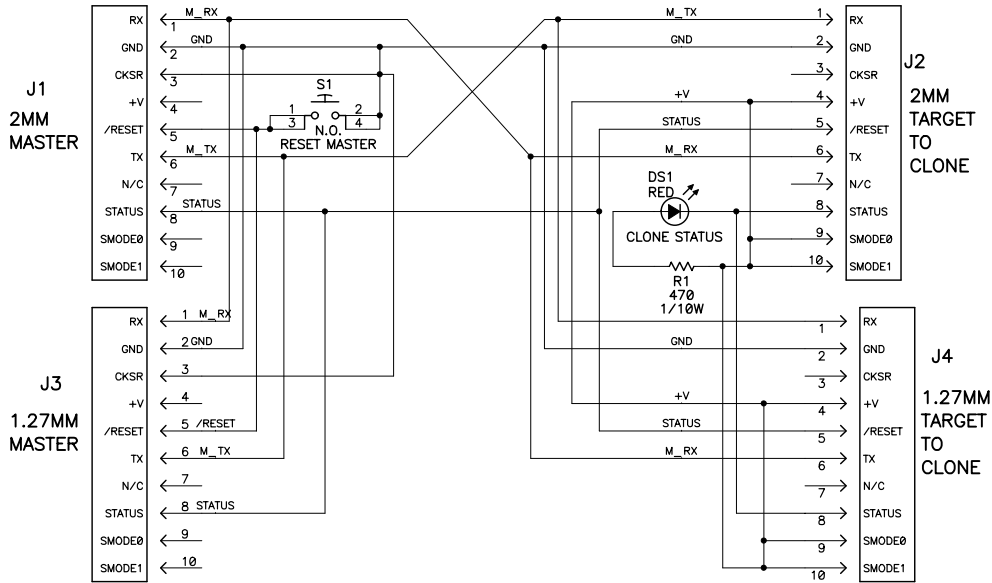 J1
2MM
MASTER
RX 1 M_RX
GND 2 GND
CKSR 3
+V 4
/RESET 5
TX 6 M_TX
N/C 7
STATUS 8 STATUS
SMODE0 9
SMODE1 10
S1
1 2
3 4
N.O.
RESET MASTER
J3
1.27MM
MASTER
RX 1 M_RX
GND 2 GND
CKSR 3
+V 4
/RESET 5 /RESET
TX 6 M_TX
N/C 7
STATUS 8 STATUS
SMODE0 9
SMODE1 10
M_TX 1 RX
GND 2 GND
3 CKSR
+V 4 +V
STATUS 5 /RESET
M_RX 6 TX
7 N/C
8 STATUS
9 SMODE0
10 SMODE1
J2
2MM
TARGET
TO
CLONE
DS1
RED
CLONE STATUS
R1
470
1/10W
1 RX
GND 2 GND
3 CKSR
+V 4 +V
STATUS 5 /RESET
M_RX 6 TX
7 N/C
8 STATUS
9 SMODE0
10 SMODE1
J4
1.27MM
TARGET
TO
CLONE